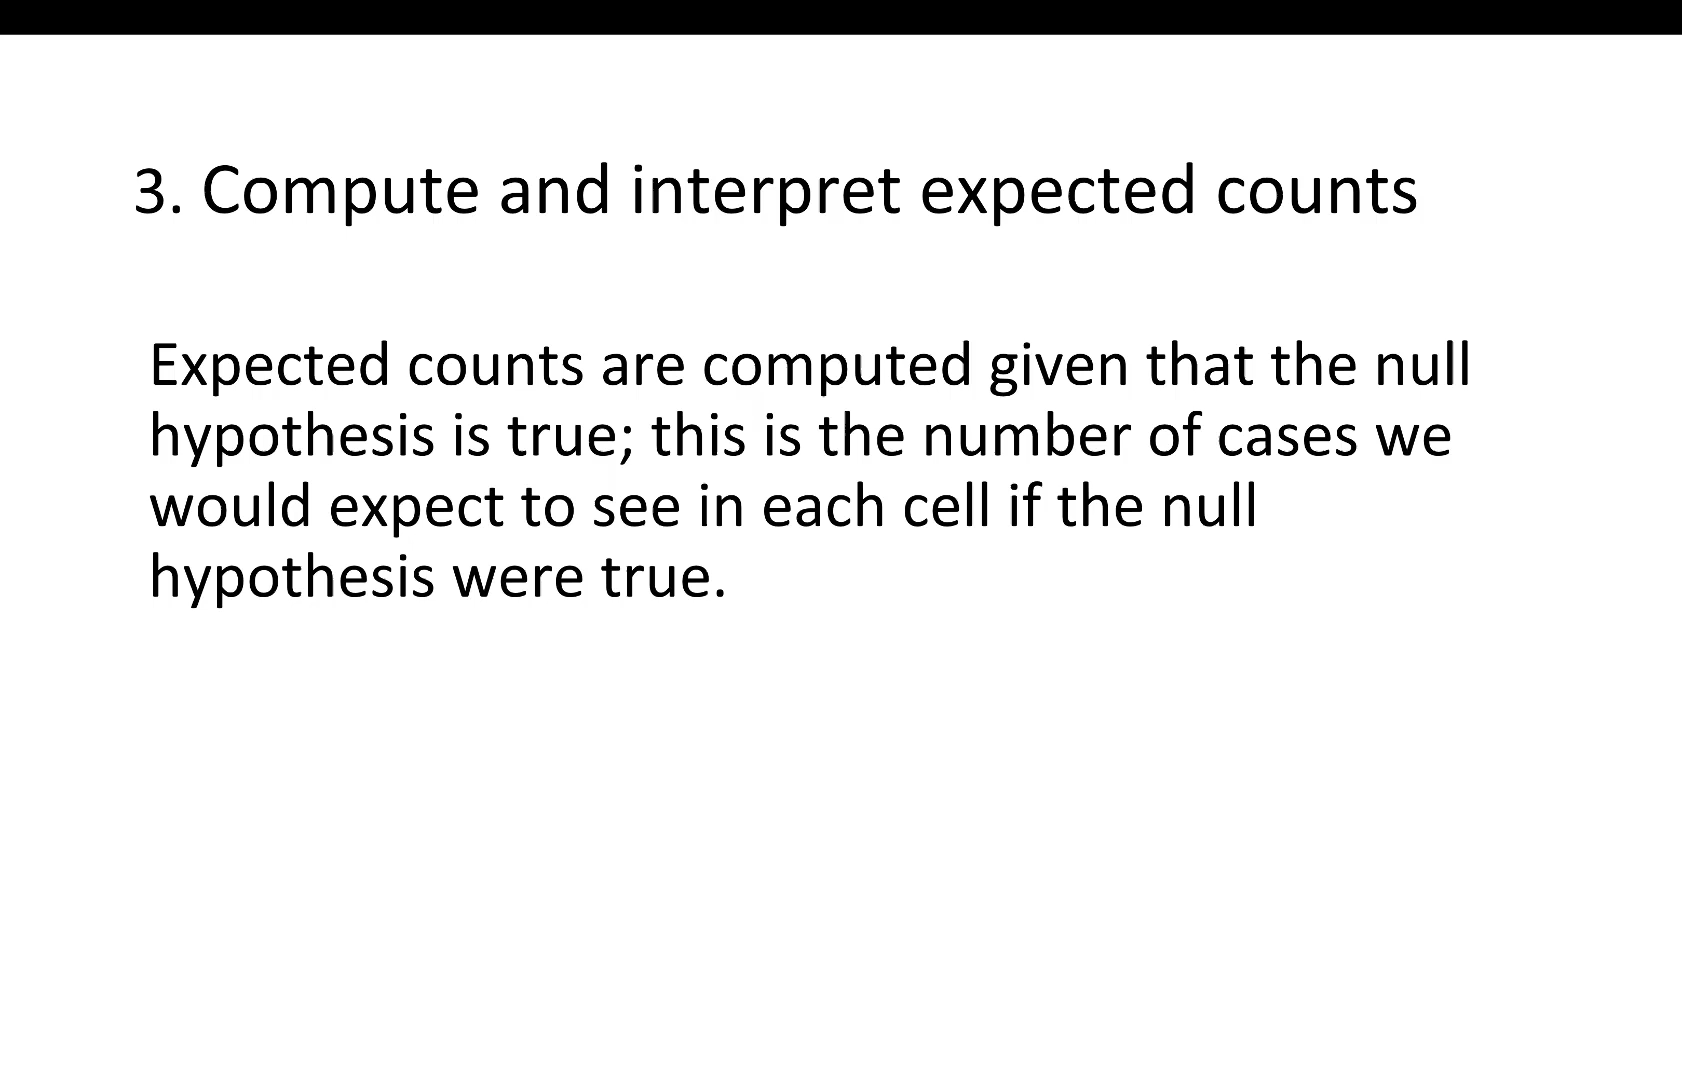 3. Compute and interpret expected counts
Expected counts are computed given that the null
hypothesis is true; this is the number of cases we
would expect to see in each cell if the null
hypothesis were true.